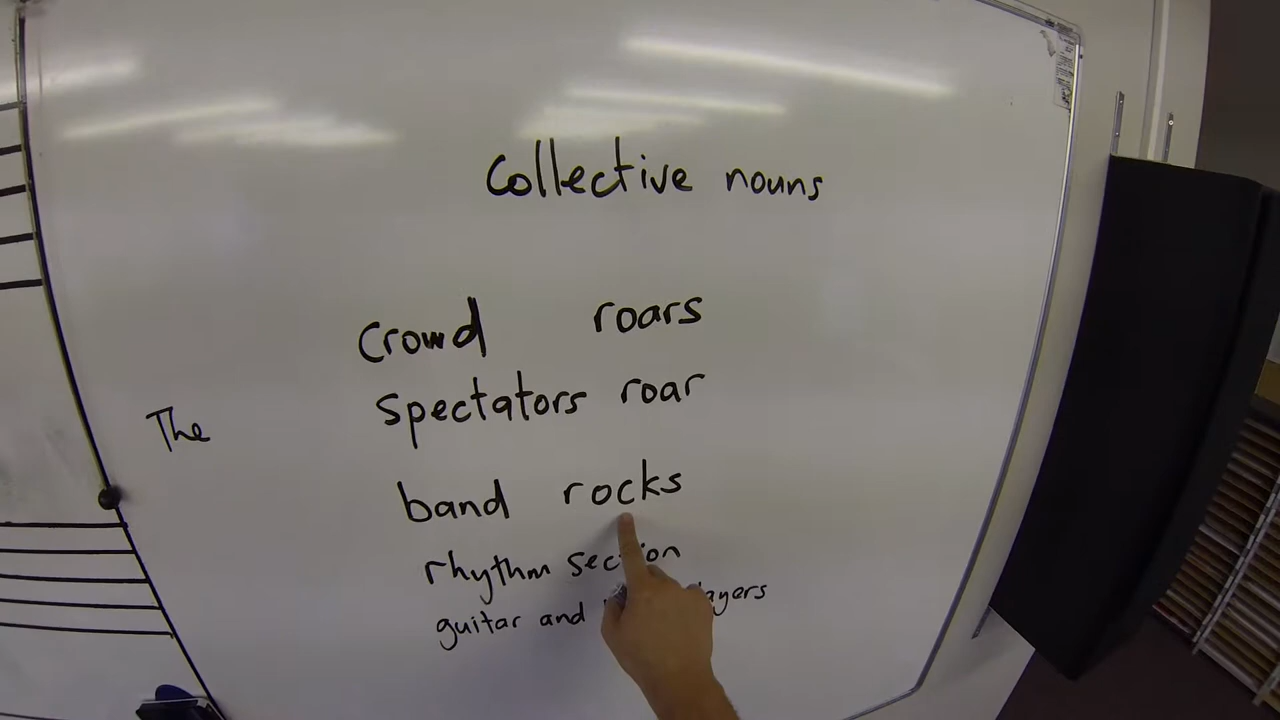 Collective nouns
crowd roars
spectators roar
The
band rocks
rhythm section
guitar and